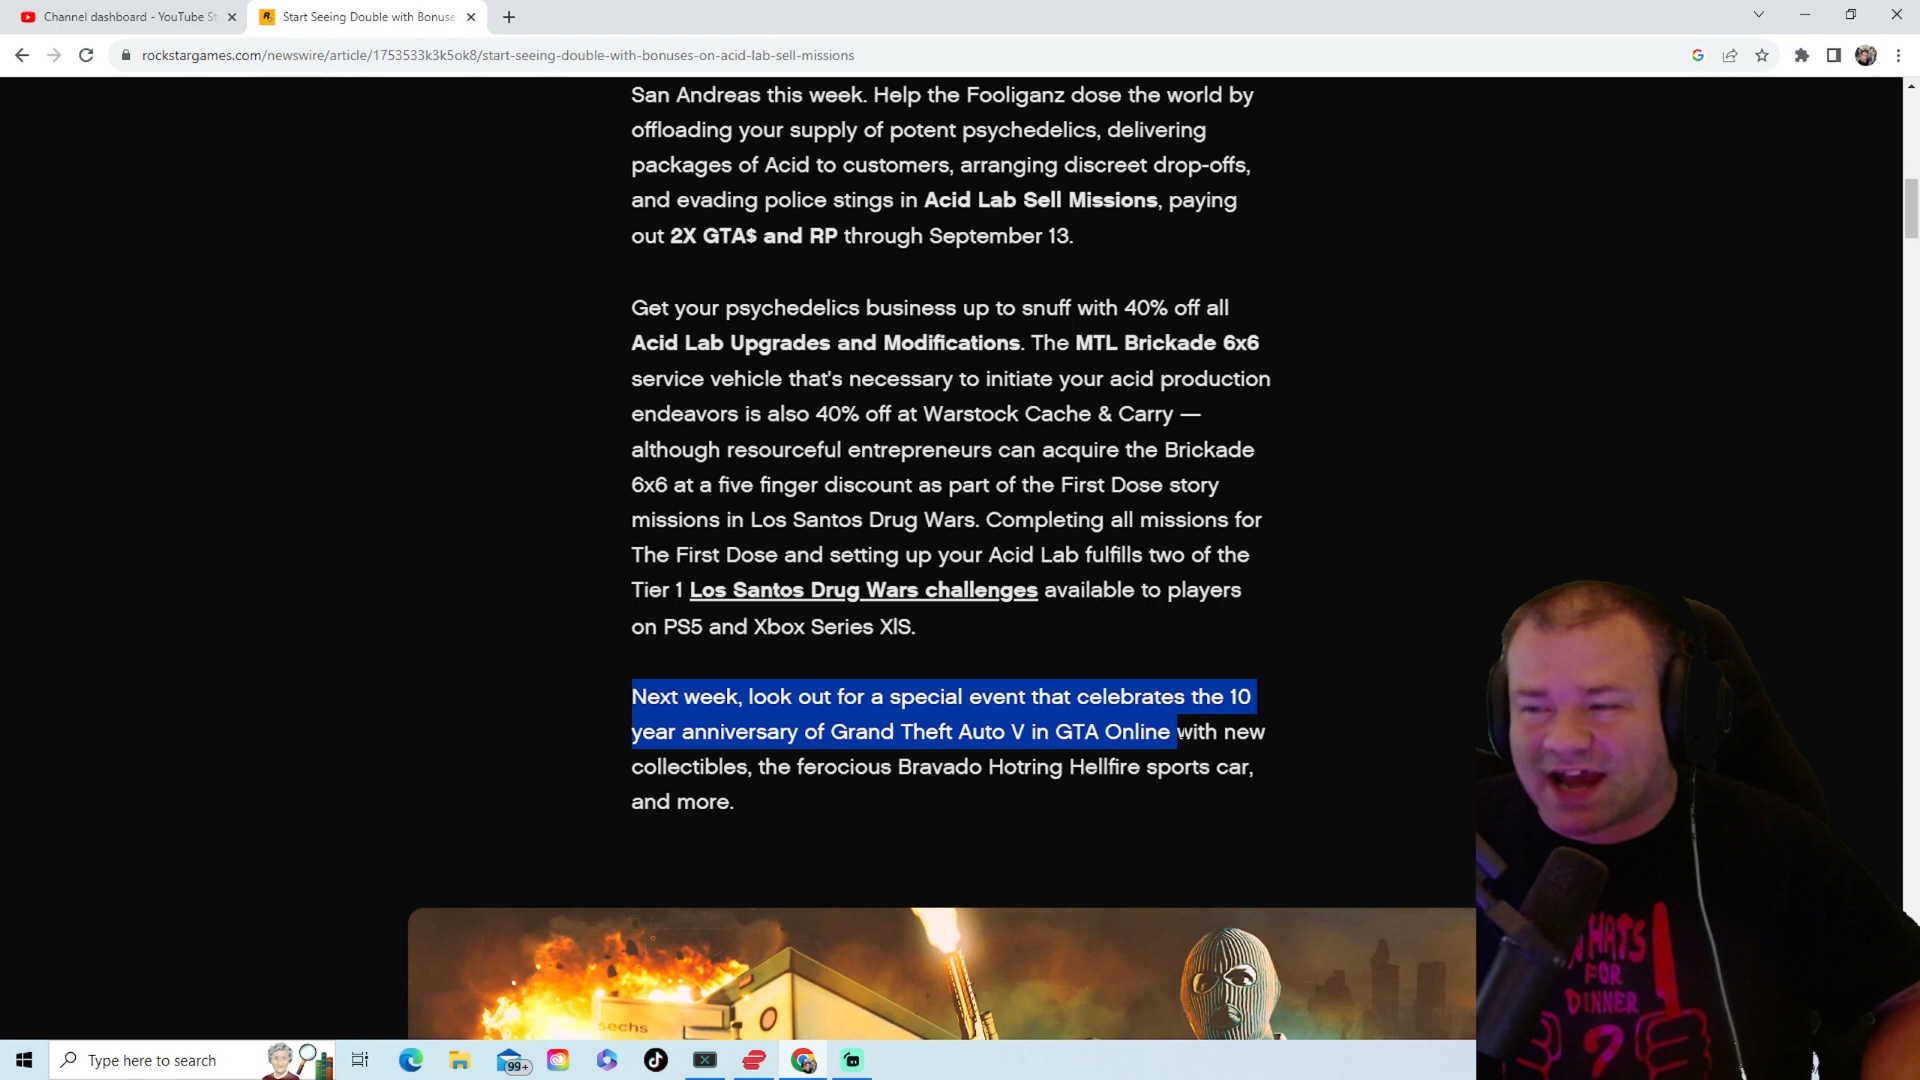 Channel dashboard - YouTube St
Start Seeing Double with Bonuse
rockstargames.com/newswire/article/1753533k3k5ok8/start-seeing-double-with-bonuses-on-acid-lab-sell-missions
San Andreas this week. Help the Fooliganz dose the world by
offloading your supply of potent psychedelics, delivering
packages of Acid to customers, arranging discreet drop-offs,
and evading police stings in Acid Lab Sell Missions, paying
out 2X GTA$ and RP through September 13.
Get your psychedelics business up to snuff with 40% off all
Acid Lab Upgrades and Modifications. The MTL Brickade 6x6
service vehicle that's necessary to initiate your acid production
endeavors is also 40% off at Warstock Cache & Carry —
although resourceful entrepreneurs can acquire the Brickade
6x6 at a five finger discount as part of the First Dose story
missions in Los Santos Drug Wars. Completing all missions for
The First Dose and setting up your Acid Lab fulfills two of the
Tier 1 Los Santos Drug Wars challenges available to players
on PS5 and Xbox Series X|S.
Next week, look out for a special event that celebrates the 10
year anniversary of Grand Theft Auto V in GTA Online with new
collectibles, the ferocious Bravado Hotring Hellfire sports car,
and more.
sechs
WHATS
FOR
DINNER
?
Type here to search
99+